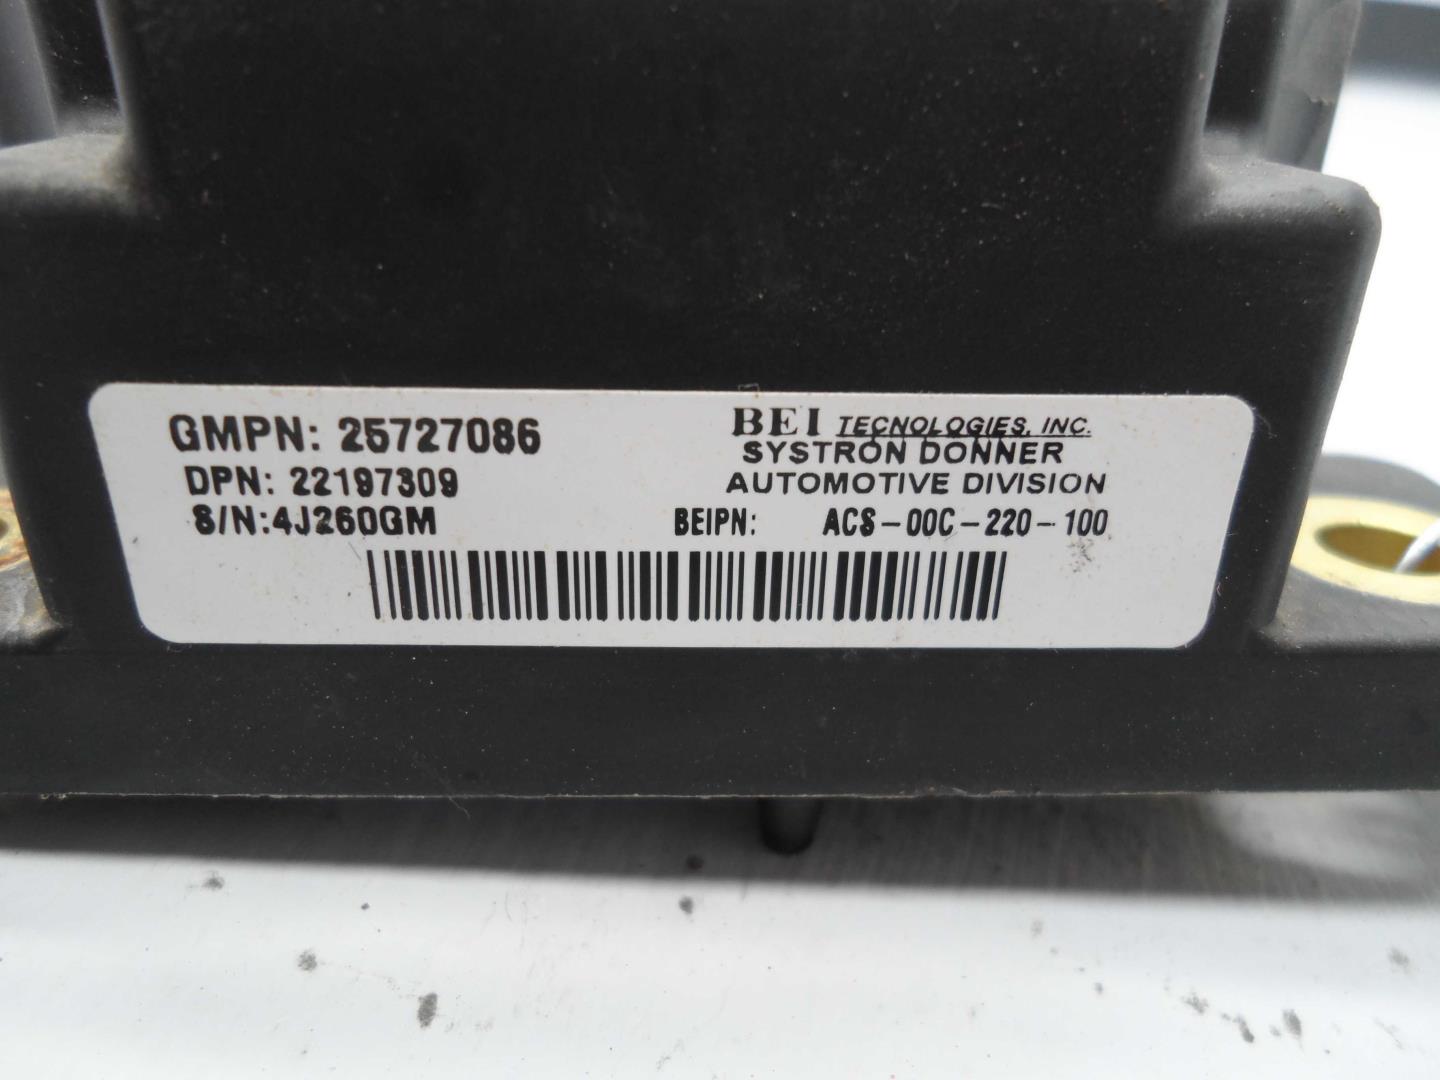 GMPN: 25727086
DPN: 22197309
S/N:4J260GM
BEI TECNOLOGIES, INC.
SYSTRON DONNER
AUTOMOTIVE DIVISION
BEIPN: ACS-00C-220-100